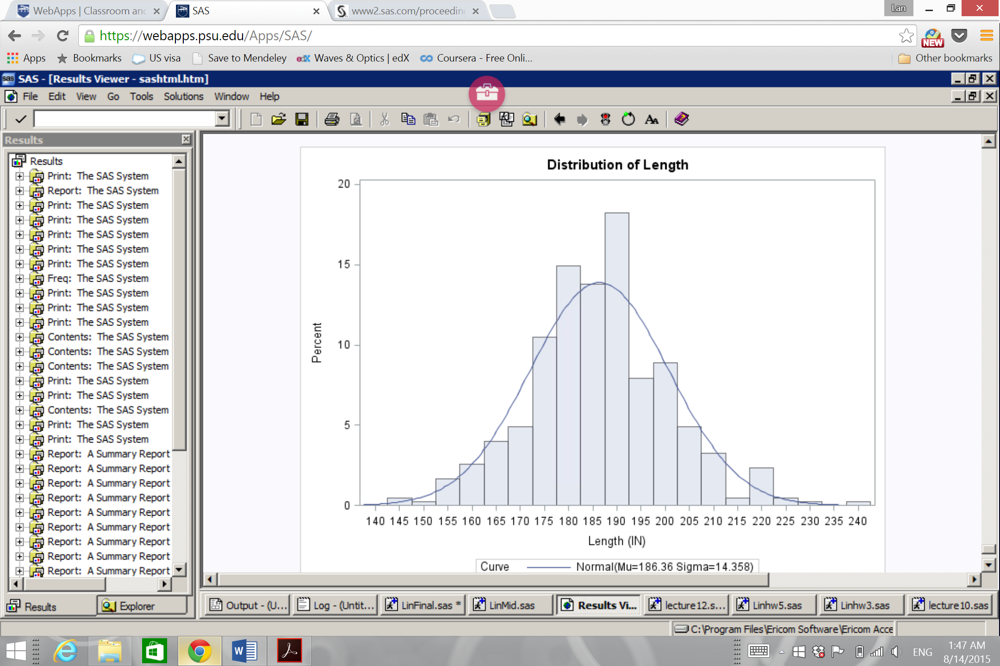 WebApps | Classroom and
SAS
www2.sas.com/proceeding
Lan
https://webapps.psu.edu/Apps/SAS/
NEW
Apps
Bookmarks
US visa
Save to Mendeley
edX
Waves & Optics | edX
Coursera - Free Onli...
Other bookmarks
sas
SAS - [Results Viewer - sashtml.htm]
File Edit View Go Tools Solutions Window Help
Results
Results
Print: The SAS System
Report: The SAS System
Print: The SAS System
Print: The SAS System
Print: The SAS System
Print: The SAS System
Print: The SAS System
Freq: The SAS System
Print: The SAS System
Print: The SAS System
Print: The SAS System
Contents: The SAS System
Contents: The SAS System
Contents: The SAS System
Print: The SAS System
Print: The SAS System
Contents: The SAS System
Print: The SAS System
Print: The SAS System
Report: A Summary Report
Report: A Summary Report
Report: A Summary Report
Report: A Summary Report
Report: A Summary Report
Report: A Summary Report
Report: A Summary Report
Report: A Summary Report
Report: A Summary Report
Results
Explorer
Distribution of Length
20
15
10
5
0
Percent
140 145 150 155 160 165 170 175 180 185 190 195 200 205 210 215 220 225 230 235 240
Length (IN)
Curve Normal(Mu=186.36 Sigma=14.358)
Output - (U...
Log - (Untit...
LinFinal.sas *
LinMid.sas
Results Vi...
lecture12.s...
Linhw5.sas
Linhw3.sas
lecture10.sas
C:\Program Files\Ericom Software\Ericom Acce
ENG
1:47 AM
8/14/2015